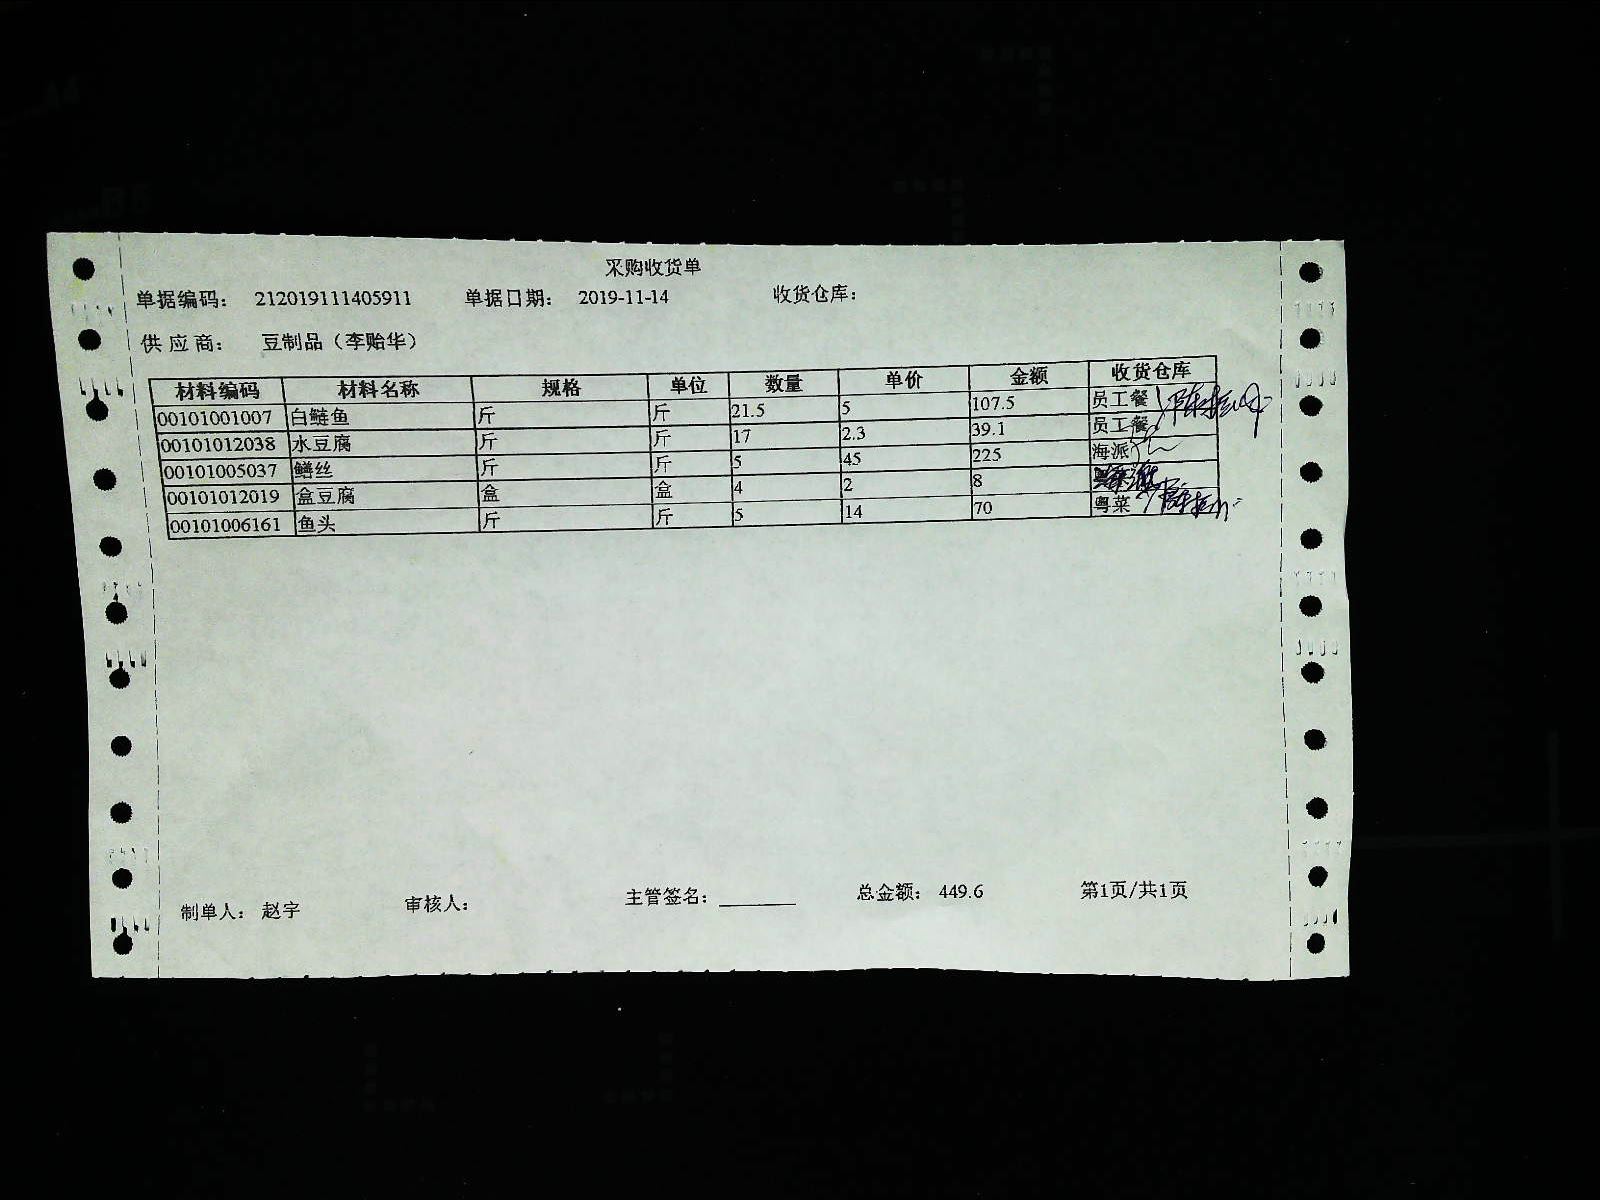 采购收货单
单据编码： 212019111405911 单据日期： 2019-11-14 收货仓库：
供应商： 豆制品（李贻华）
材料编码 材料名称 规格 单位 数量 单价 金额 收货仓库
00101001007 白鲢鱼 斤 斤 21.5 5 107.5 员工餐
00101012038 水豆腐 斤 斤 17 2.3 39.1 员工餐
00101005037 鳝丝 斤 斤 5 45 225 海派
00101012019 盒豆腐 盒 盒 4 2 8
00101006161 鱼头 斤 斤 5 14 70 粤菜
制单人： 赵宇 审核人： 主管签名： 总金额： 449.6 第1页/共1页